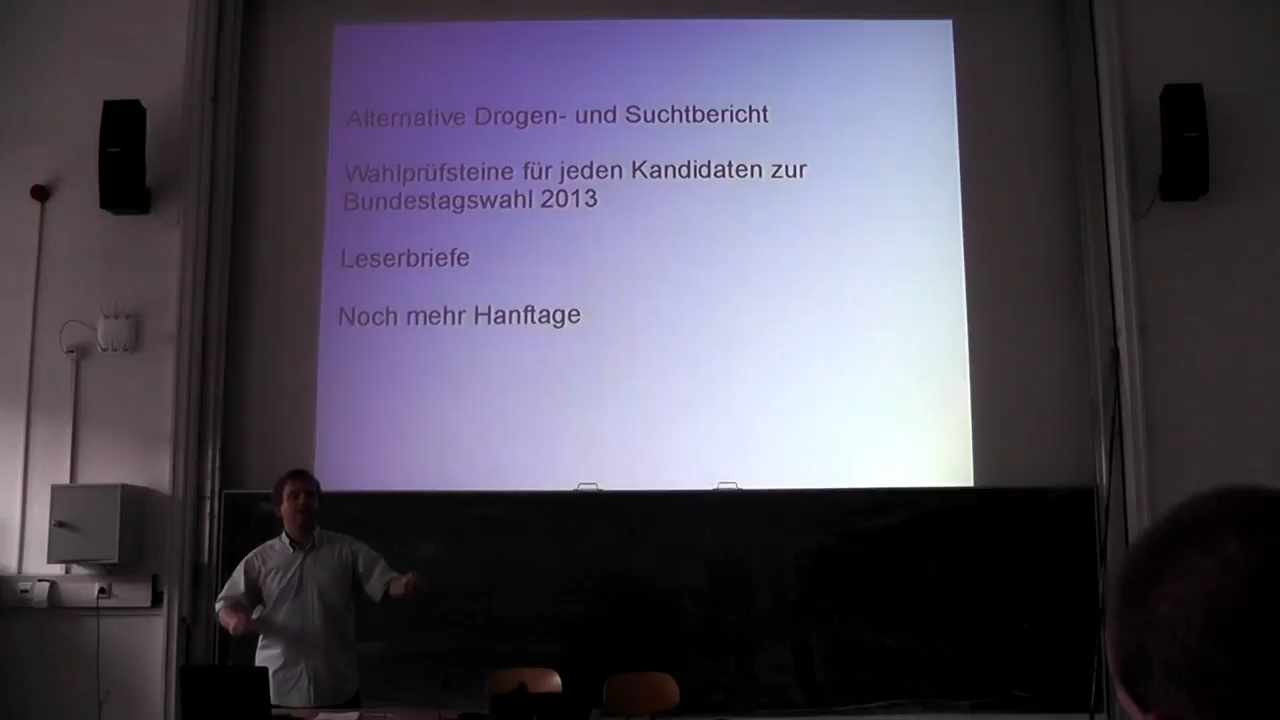 Alternative Drogen- und Suchtbericht
Wahlprüfsteine für jeden Kandidaten zur
Bundestagswahl 2013
Leserbriefe
Noch mehr Hanftage